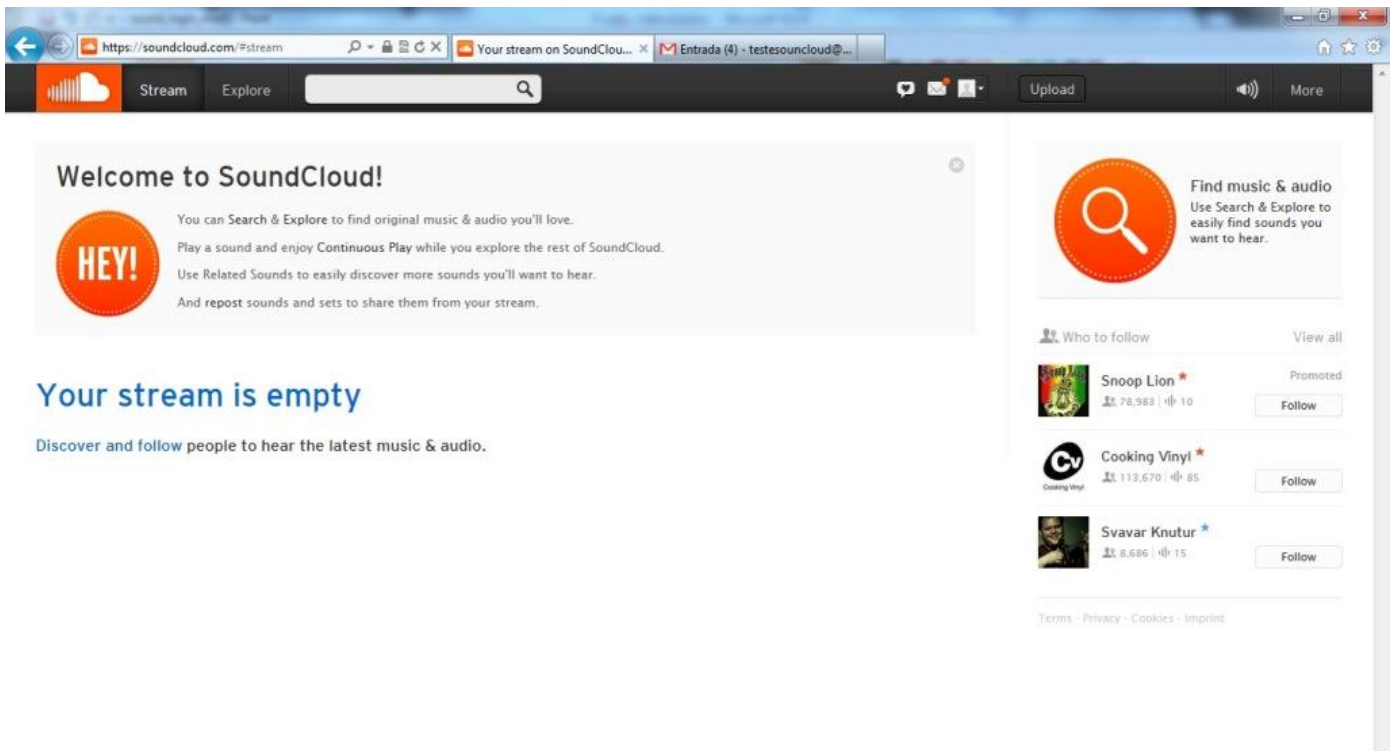 https://soundcloud.com/#stream
Your stream on SoundClou...
Entrada (4) - testesouncloud@...
Stream
Explore
Upload
More
Welcome to SoundCloud!
HEY!
You can Search & Explore to find original music & audio you'll love.
Play a sound and enjoy Continuous Play while you explore the rest of SoundCloud.
Use Related Sounds to easily discover more sounds you'll want to hear.
And repost sounds and sets to share them from your stream.
Your stream is empty
Discover and follow people to hear the latest music & audio.
Find music & audio
Use Search & Explore to
easily find sounds you
want to hear.
Who to follow
View all
Snoop Lion
Promoted
78,983 10
Follow
Cv
Cooking Vinyl
Cooking Vinyl
113,670 85
Follow
Svavar Knutur
8,686 15
Follow
Terms - Privacy - Cookies - Imprint